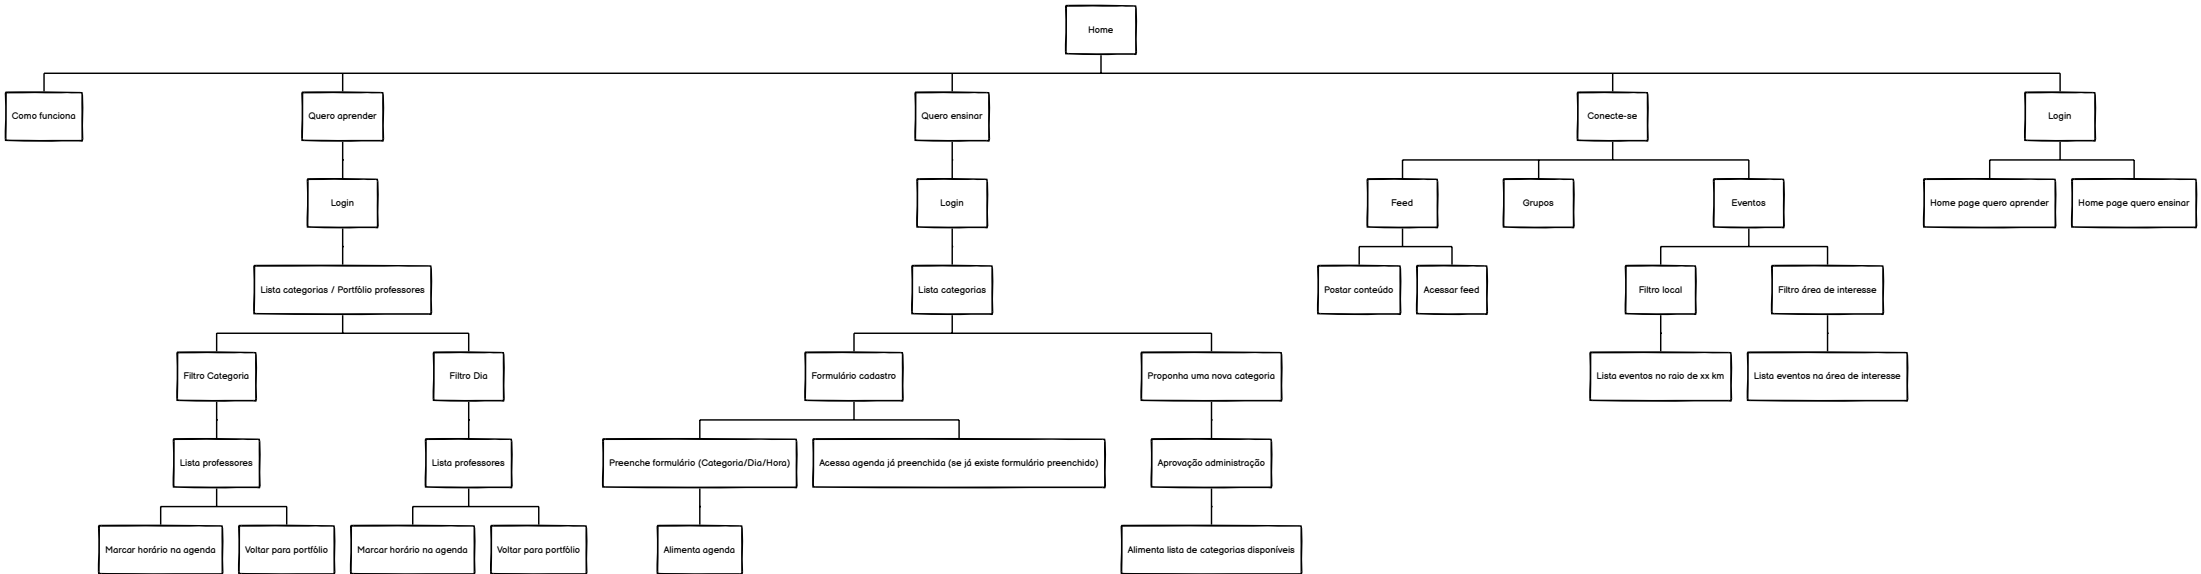 Home
Como funciona
Quero aprender
Quero ensinar
Conecte-se
Login
Login
Login
Feed
Grupos
Eventos
Home page quero aprender
Home page quero ensinar
Lista categorias / Portfólio professores
Lista categorias
Postar conteúdo
Acessar feed
Filtro local
Filtro área de interesse
Filtro Categoria
Filtro Dia
Formulário cadastro
Proponha uma nova categoria
Lista eventos no raio de xx km
Lista eventos na área de interesse
Lista professores
Lista professores
Preenche formulário (Categoria/Dia/Hora)
Acessa agenda já preenchida (se já existe formulário preenchido)
Aprovação administração
Marcar horário na agenda
Voltar para portfólio
Marcar horário na agenda
Voltar para portfólio
Alimenta agenda
Alimenta lista de categorias disponíveis